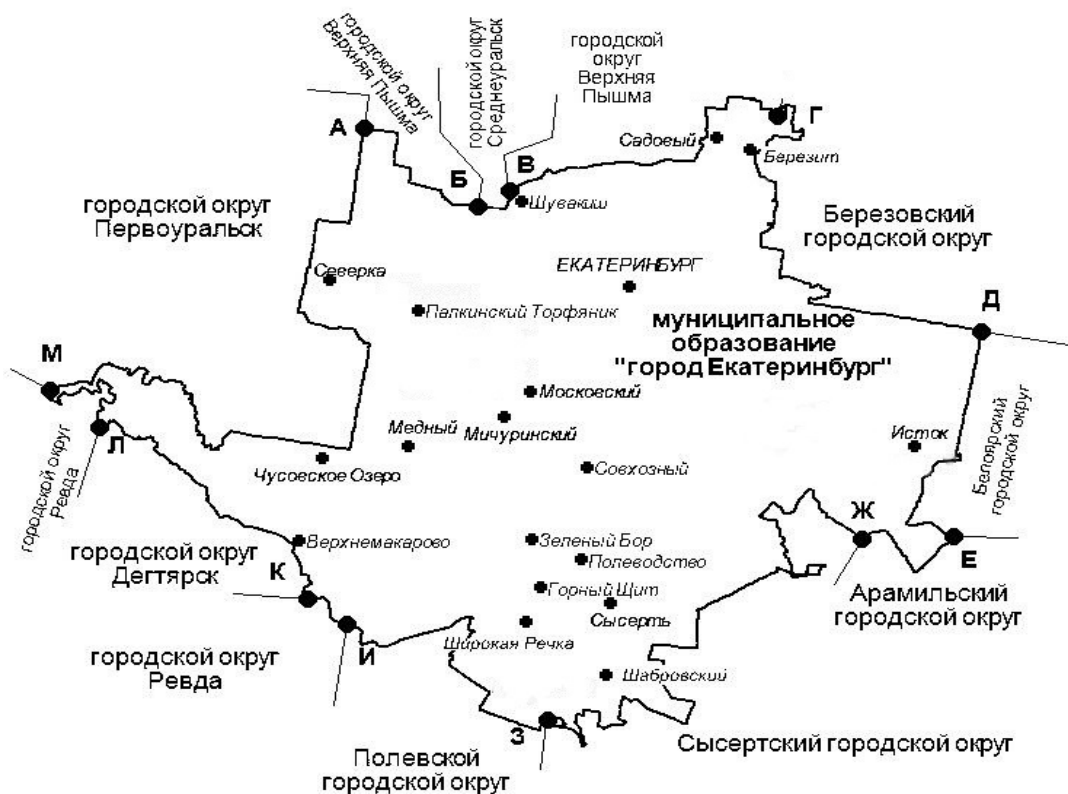 городской округ
Верхняя Пышма
городской округ
Среднеуральск
городской
округ
Верхняя
Пышма
А
Б
В
Г
Садовый
Березит
Шувакиш
городской округ
Первоуральск
Березовский
городской округ
Северка
ЕКАТЕРИНБУРГ
Палкинский Торфяник
муниципальное
образование
"город Екатеринбург"
Д
М
Московский
Мичуринский
Медный
Исток
Л
Чусовское Озеро
Совхозный
городской округ
Ревда
Белоярский
городской округ
Ж
Е
Верхнемакарово
Зеленый Бор
Полеводство
городской округ
Дегтярск
К
Горный Щит
Сысерть
Арамильский
городской округ
Широкая Речка
И
городской округ
Ревда
Шабровский
З
Полевской
городской округ
Сысертский городской округ